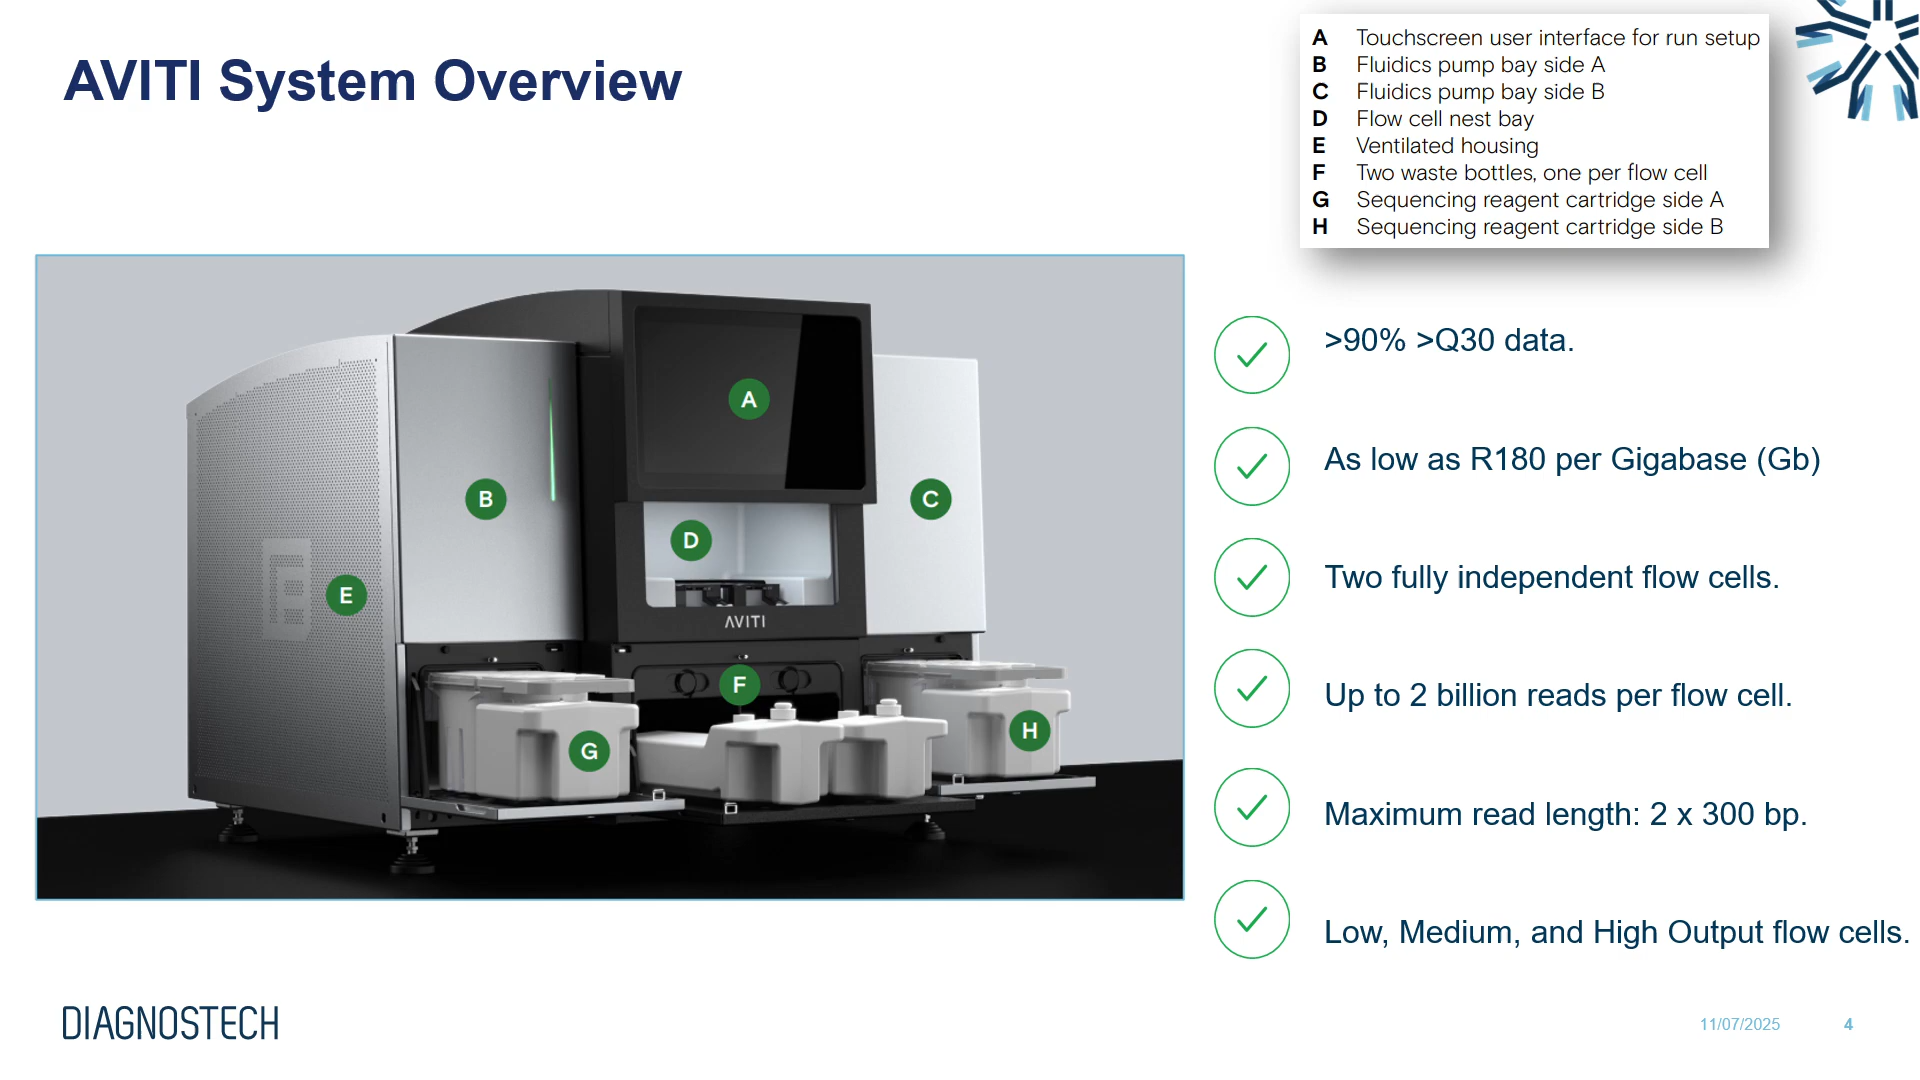 AVITI System Overview
A Touchscreen user interface for run setup
B Fluidics pump bay side A
C Fluidics pump bay side B
D Flow cell nest bay
E Ventilated housing
F Two waste bottles, one per flow cell
G Sequencing reagent cartridge side A
H Sequencing reagent cartridge side B
A
B
C
D
E
AVITI
F
G
H
>90% >Q30 data.
As low as R180 per Gigabase (Gb)
Two fully independent flow cells.
Up to 2 billion reads per flow cell.
Maximum read length: 2 x 300 bp.
Low, Medium, and High Output flow cells.
DIAGNOSTECH
11/07/2025
4